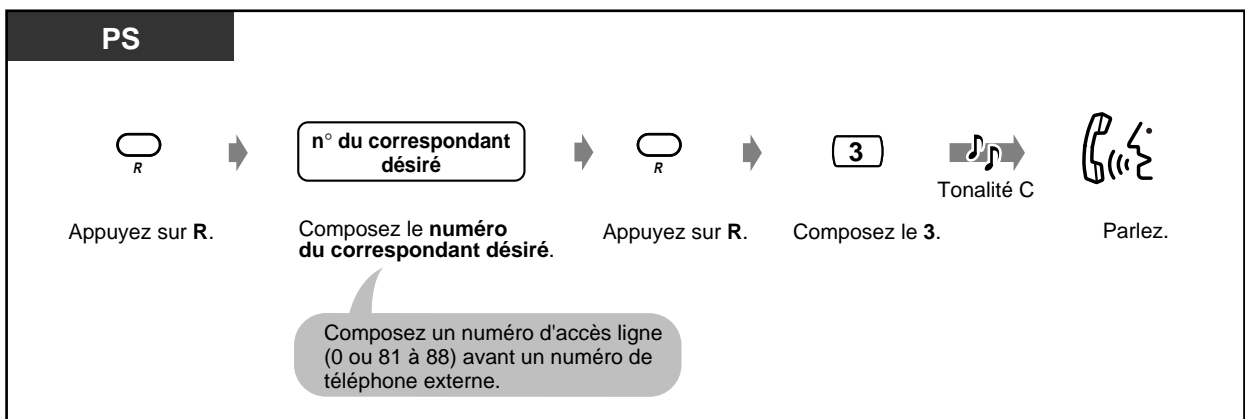 PS
R
n° du correspondant
désiré
R
3
Tonalité C
Appuyez sur R.
Composez le numéro
du correspondant désiré.
Appuyez sur R.
Composez le 3.
Parlez.
Composez un numéro d'accès ligne
(0 ou 81 à 88) avant un numéro de
téléphone externe.